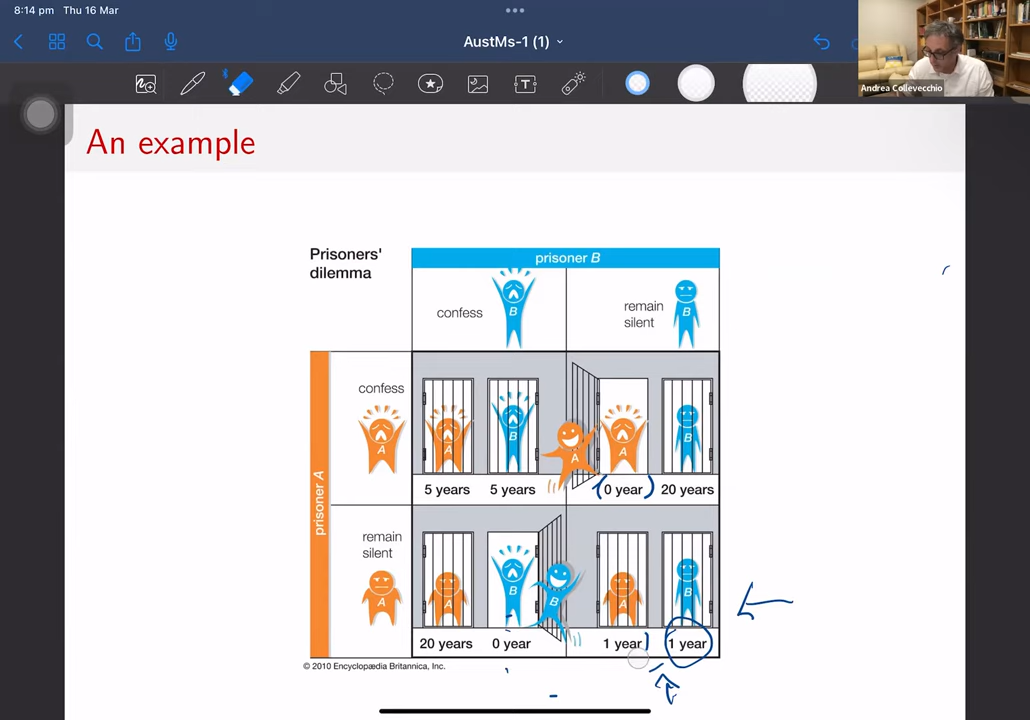 8:14 pm Thu 16 Mar
AustMs-1 (1)
T
Andrea Collevecchio
An example
Prisoners'
dilemma
prisoner B
confess
B
remain
silent
B
prisoner A
confess
A
A
B
A
A
B
5 years 5 years (0 year) 20 years
remain
silent
A
A
B
B
A
B
20 years 0 year 1 year) 1 year
© 2010 Encyclopædia Britannica, Inc.